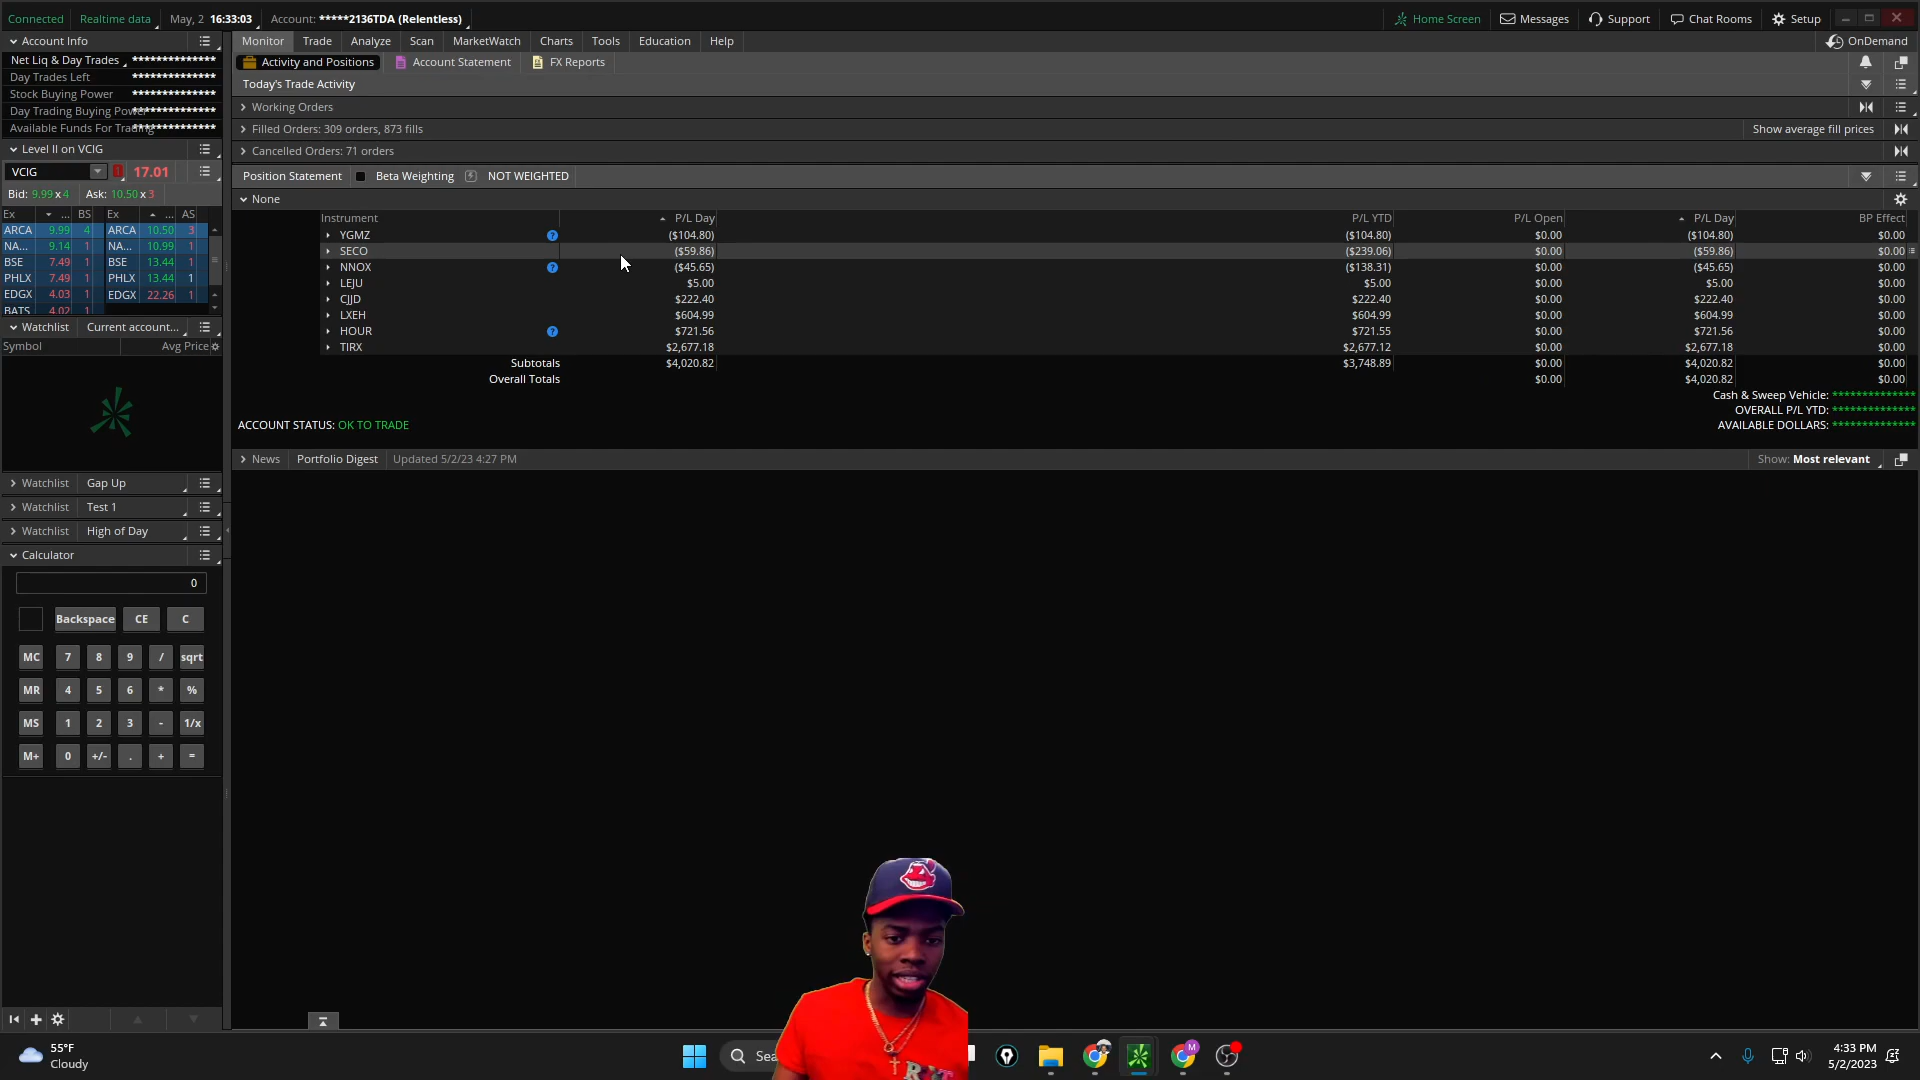 Connected Realtime data May, 2 16:33:03 Account: *****2136TDA (Relentless) Home Screen Messages Support Chat Rooms Setup
Account Info Monitor Trade Analyze Scan MarketWatch Charts Tools Education Help OnDemand
Net Liq & Day Trades **************
Day Trades Left **************
Stock Buying Power **************
Day Trading Buying Power **************
Available Funds For Trading **************
Activity and Positions Account Statement FX Reports
Today's Trade Activity
Working Orders
Filled Orders: 309 orders, 873 fills Show average fill prices
Cancelled Orders: 71 orders
Level II on VCIG
VCIG 17.01
Bid: 9.99 x 4 Ask: 10.50 x 3
Ex ... BS Ex ... AS
ARCA 9.99 4 ARCA 10.50 3
NA... 9.14 1 NA... 10.99 1
BSE 7.49 1 BSE 13.44 1
PHLX 7.49 1 PHLX 13.44 1
EDGX 4.03 1 EDGX 22.26 1
BATS 4.02 1
Position Statement Beta Weighting NOT WEIGHTED
None
Instrument P/L Day P/L YTD P/L Open P/L Day BP Effect
YGMZ ($104.80) ($104.80) $0.00 ($104.80) $0.00
SECO ($59.86) ($239.06) $0.00 ($59.86) $0.00
NNOX ($45.65) ($138.31) $0.00 ($45.65) $0.00
LEJU $5.00 $5.00 $0.00 $5.00 $0.00
CJJD $222.40 $222.40 $0.00 $222.40 $0.00
LXEH $604.99 $604.99 $0.00 $604.99 $0.00
HOUR $721.56 $721.55 $0.00 $721.56 $0.00
TIRX $2,677.18 $2,677.12 $0.00 $2,677.18 $0.00
Subtotals $4,020.82 $3,748.89 $0.00 $4,020.82 $0.00
Overall Totals $0.00 $4,020.82 $0.00
Cash & Sweep Vehicle: **************
OVERALL P/L YTD: **************
AVAILABLE DOLLARS: **************
ACCOUNT STATUS: OK TO TRADE
News Portfolio Digest Updated 5/2/23 4:27 PM Show: Most relevant
Watchlist Current account...
Symbol Avg Price
Watchlist Gap Up
Watchlist Test 1
Watchlist High of Day
Calculator
0
Backspace CE C
MC 7 8 9 / sqrt
MR 4 5 6 * %
MS 1 2 3 - 1/x
M+ 0 +/- . + =
55°F
Cloudy
M
4:33 PM
5/2/2023